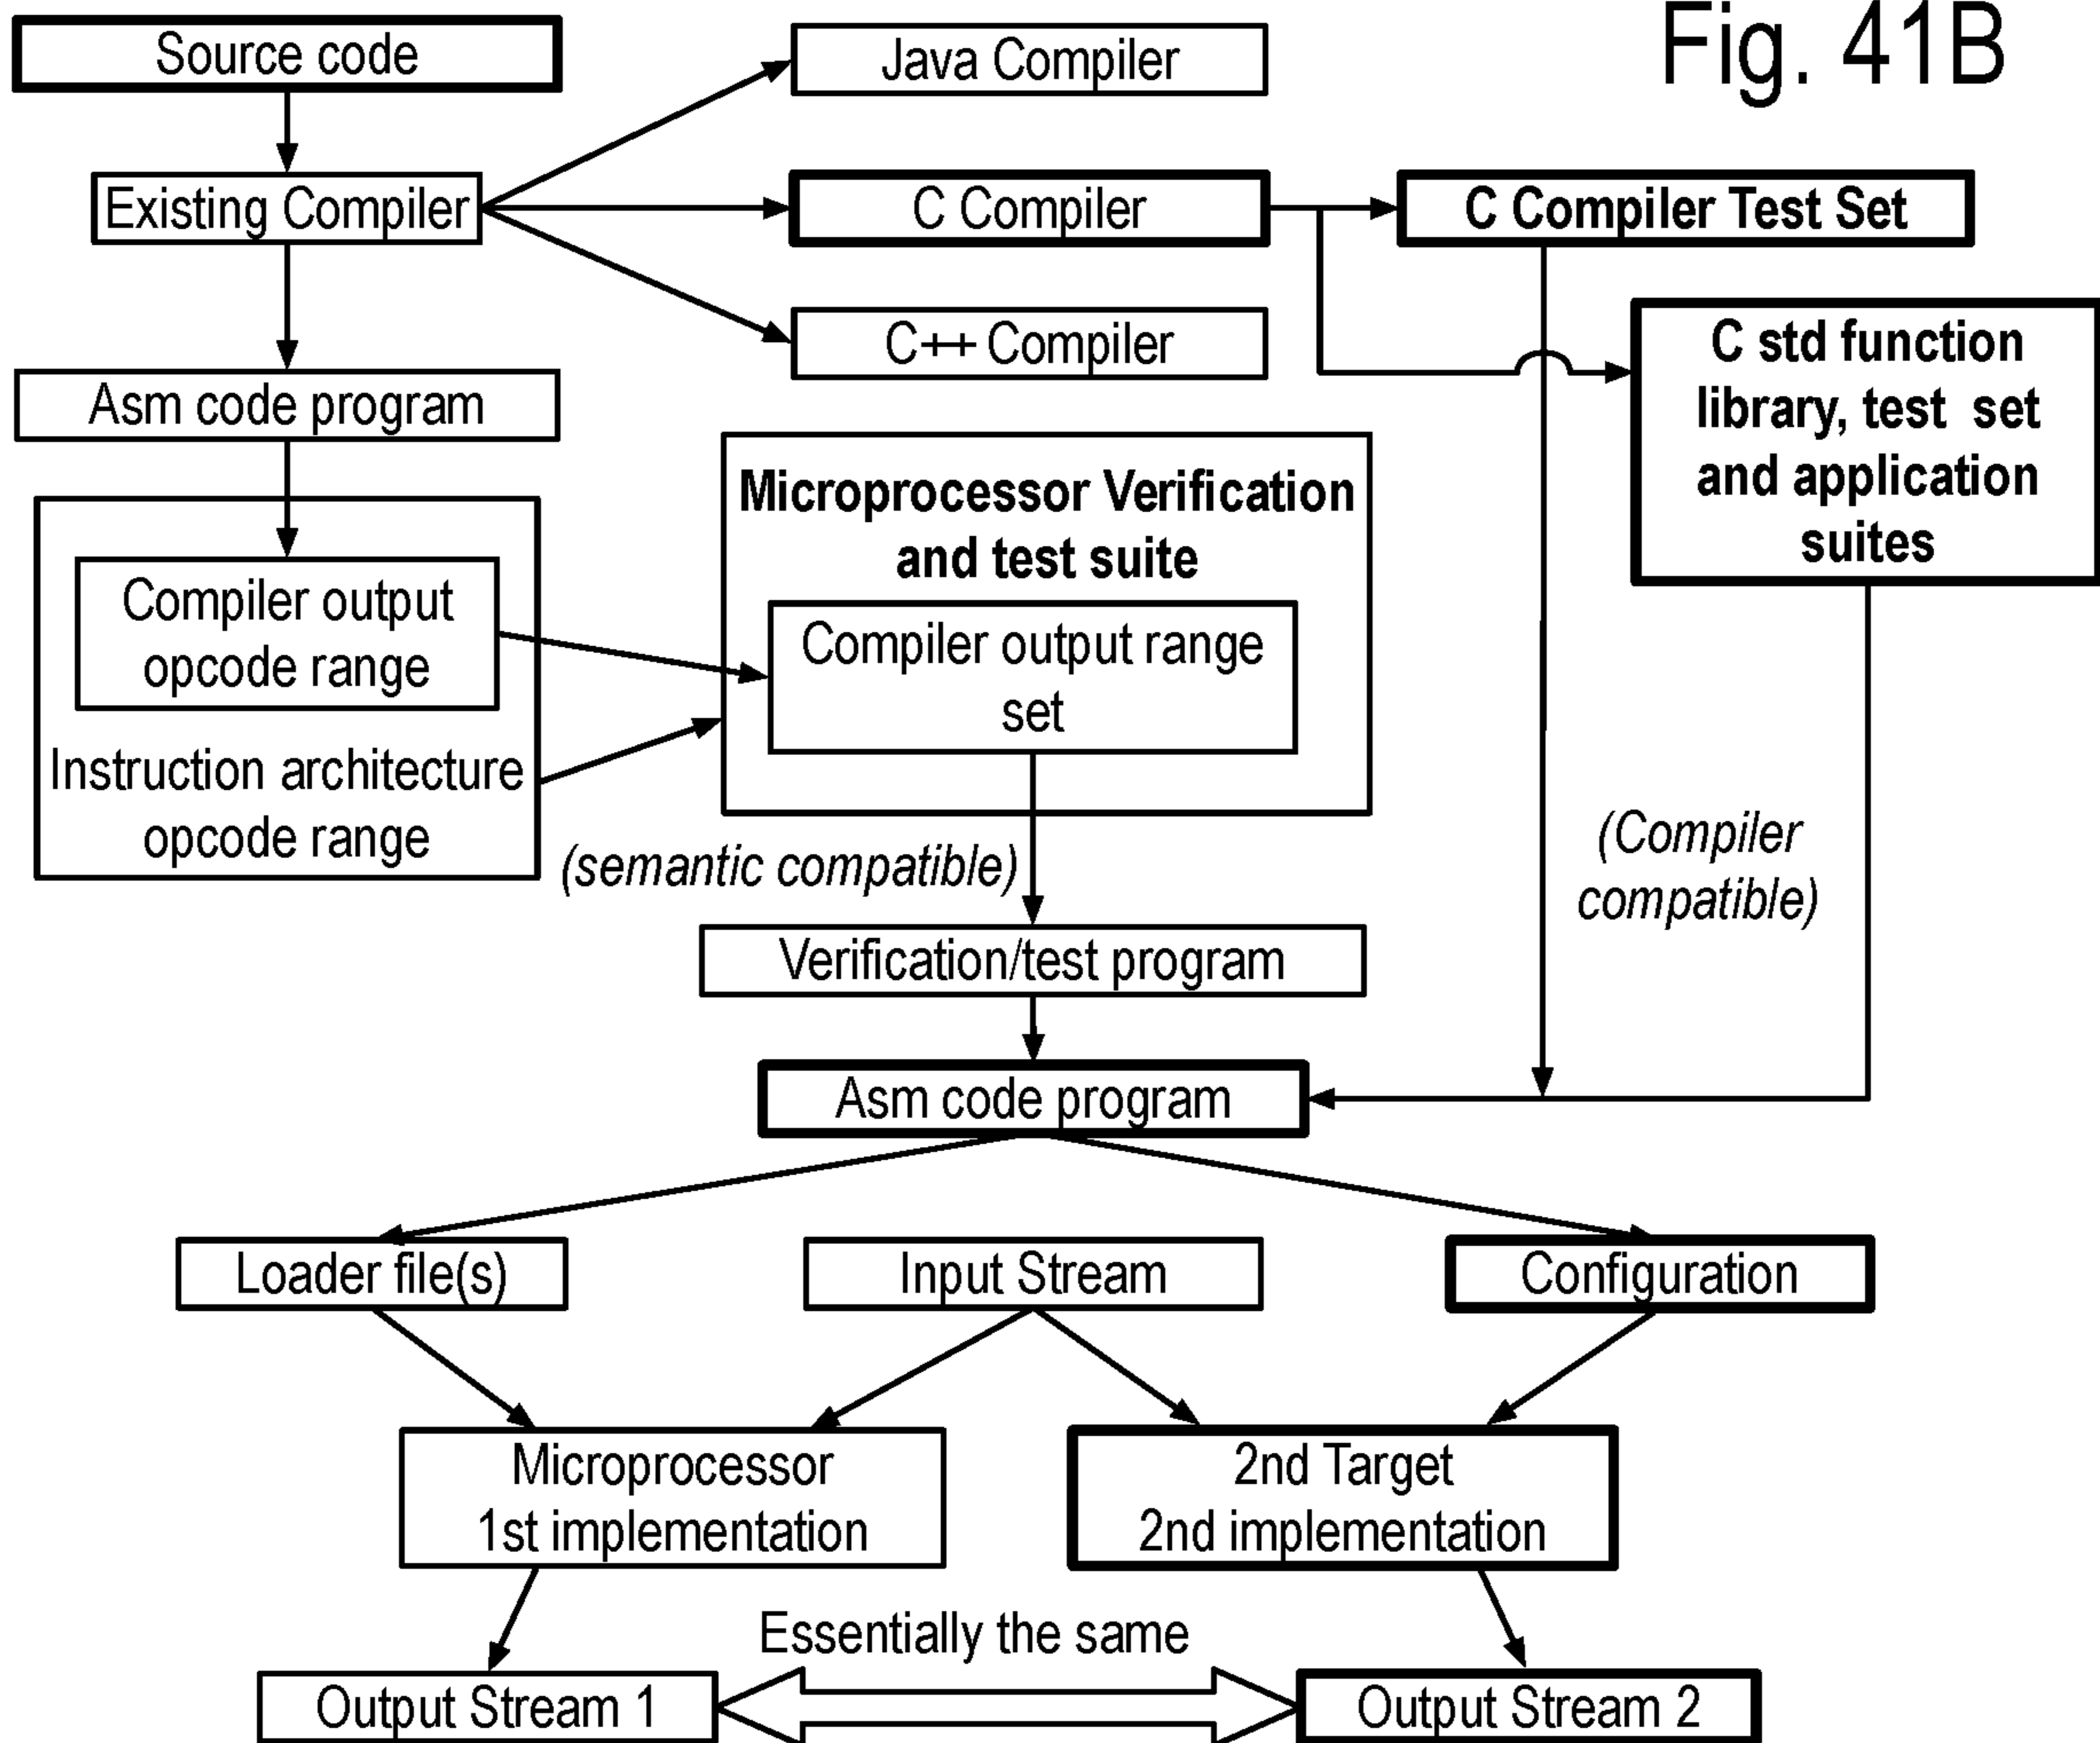 Fig. 41B
Source code
Java Compiler
Existing Compiler
C Compiler
C Compiler Test Set
C++ Compiler
C std function
library, test set
and application
suites
Asm code program
Microprocessor Verification
and test suite
Compiler output
opcode range
Compiler output range
set
Instruction architecture
opcode range
(semantic compatible)
(Compiler
compatible)
Verification/test program
Asm code program
Loader file(s)
Input Stream
Configuration
Microprocessor
1st implementation
2nd Target
2nd implementation
Essentially the same
Output Stream 1
Output Stream 2